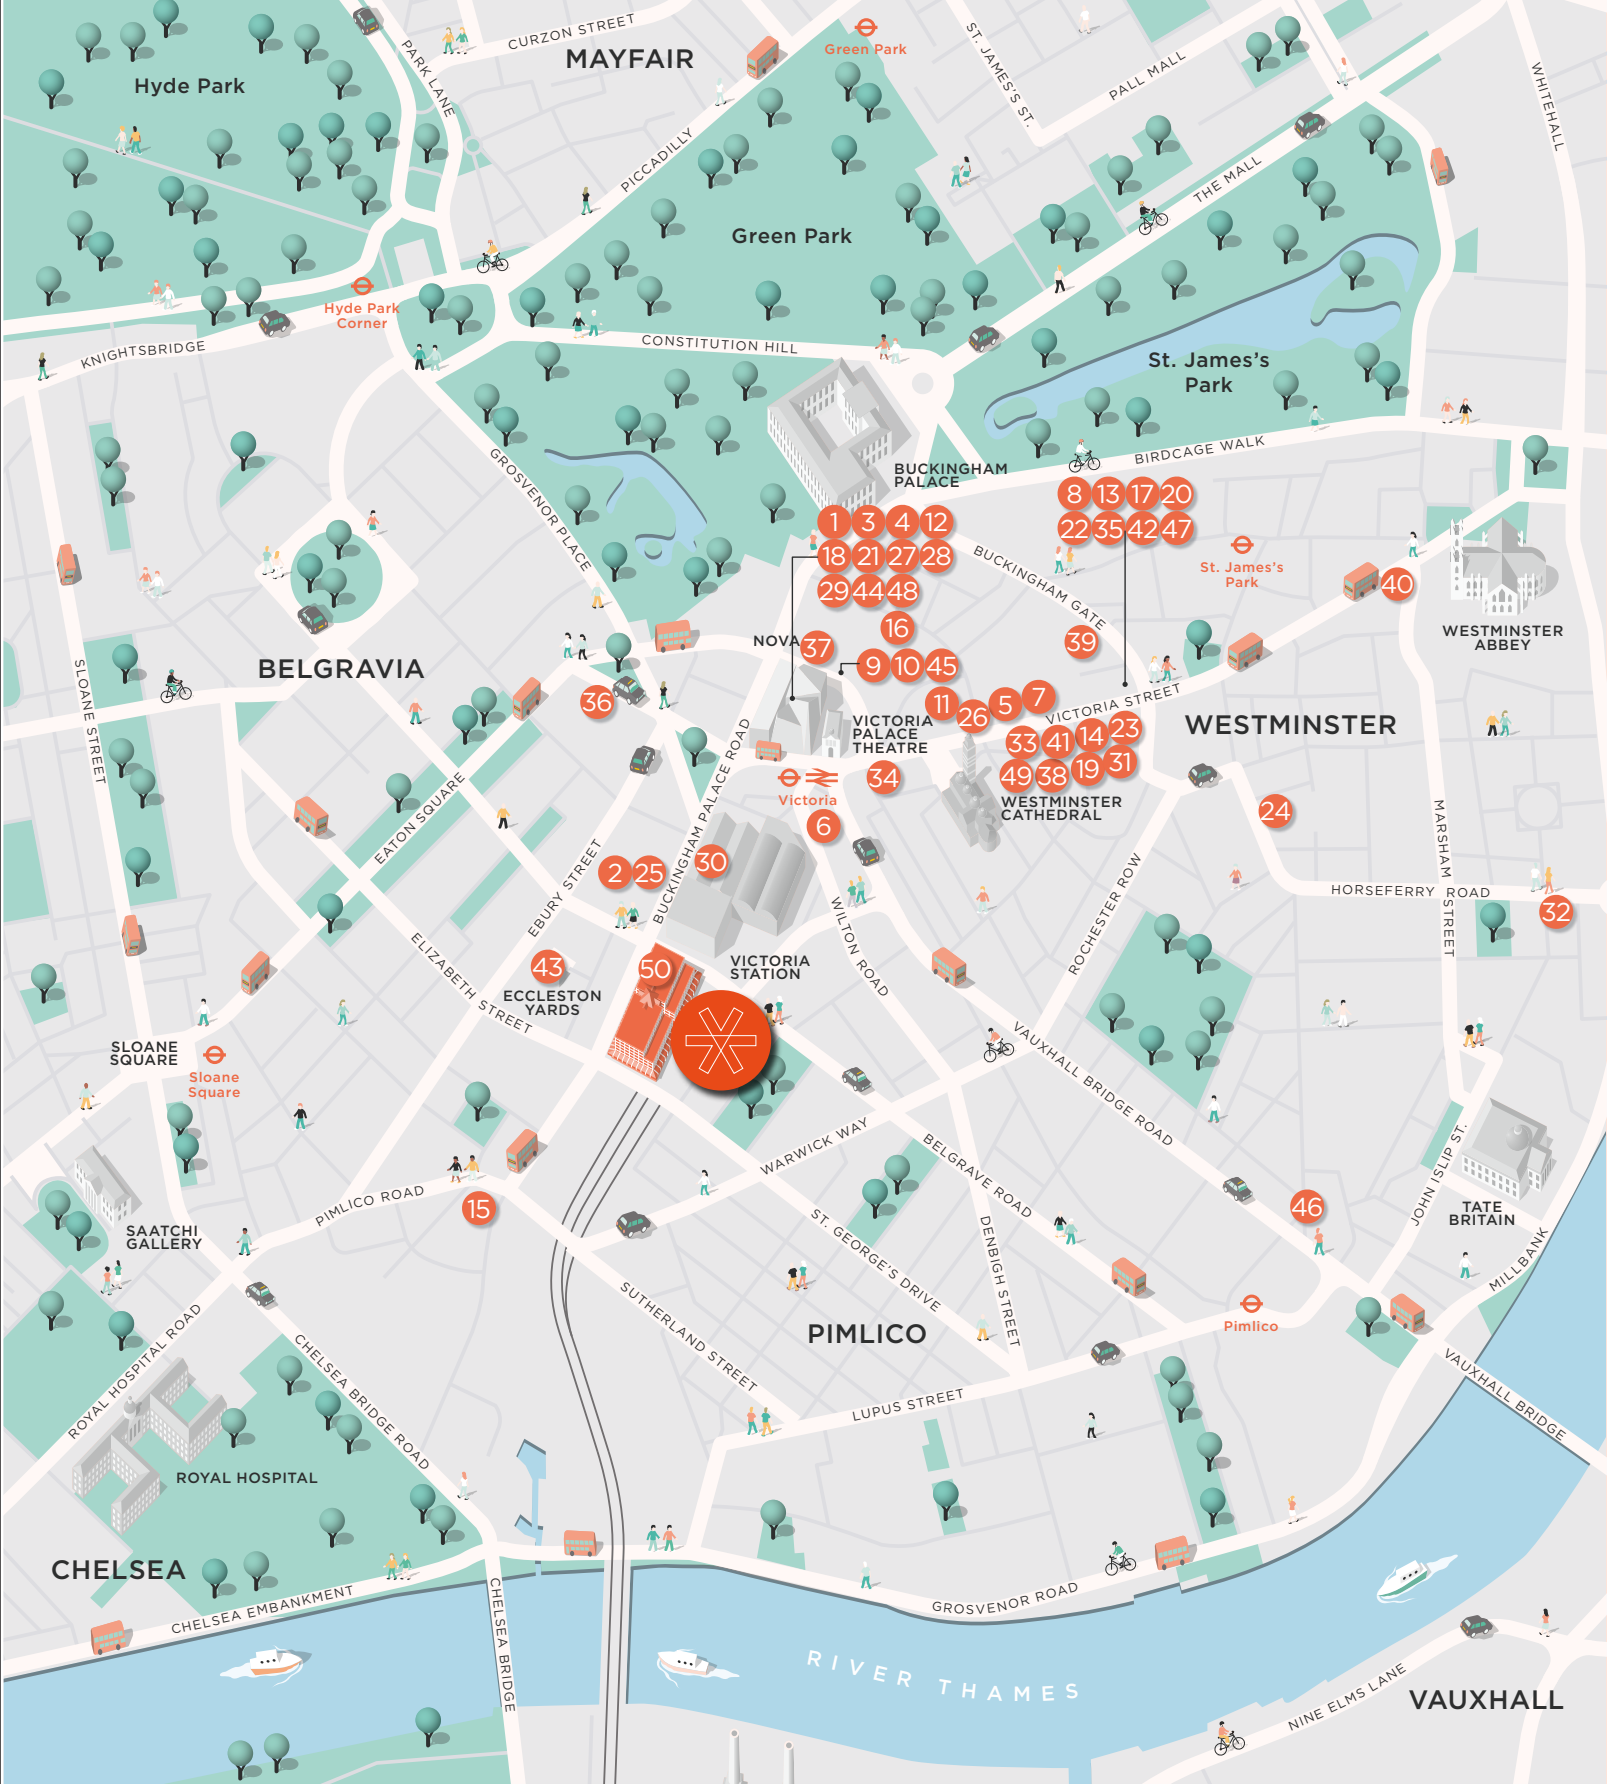 CURZON STREET
MAYFAIR
Green Park
ST. JAMES'S ST.
PALL MALL
WHITEHALL
Hyde Park
PARK LANE
PICCADILLY
THE MALL
Green Park
Hyde Park
Corner
KNIGHTSBRIDGE
CONSTITUTION HILL
St. James's
Park
BIRDCAGE WALK
GROSVENOR PLACE
BUCKINGHAM
PALACE
8 13 17 20
22 35 42 47
1 3 4 12
18 21 27 28
29 44 48
16
BUCKINGHAM GATE
St. James's
Park
40
WESTMINSTER
ABBEY
39
NOVA
37
9 10 45
BELGRAVIA
SLOANE STREET
36
11 26 5 7
VICTORIA STREET
WESTMINSTER
VICTORIA
PALACE
THEATRE
33 41 14 23
49 38 19 31
WESTMINSTER
CATHEDRAL
34
Victoria
6
24
BUCKINGHAM PALACE ROAD
EATON SQUARE
EBURY STREET
2 25
30
MARSHAM STREET
HORSEFERRY ROAD
32
ROCHESTER ROW
WILTON ROAD
ELIZABETH STREET
43
ECCLESTON
YARDS
50
VICTORIA
STATION
SLOANE
SQUARE
Sloane
Square
VAUXHALL BRIDGE ROAD
WARWICK WAY
BELGRAVE ROAD
JOHN ISLIP ST.
TATE
BRITAIN
MILLBANK
PIMLICO ROAD
15
46
SAATCHI
GALLERY
ST. GEORGE'S DRIVE
DENBIGH STREET
SUTHERLAND STREET
PIMLICO
Pimlico
ROYAL HOSPITAL ROAD
CHELSEA BRIDGE ROAD
LUPUS STREET
VAUXHALL BRIDGE
ROYAL HOSPITAL
CHELSEA
CHELSEA EMBANKMENT
CHELSEA BRIDGE
GROSVENOR ROAD
RIVER THAMES
NINE ELMS LANE
VAUXHALL